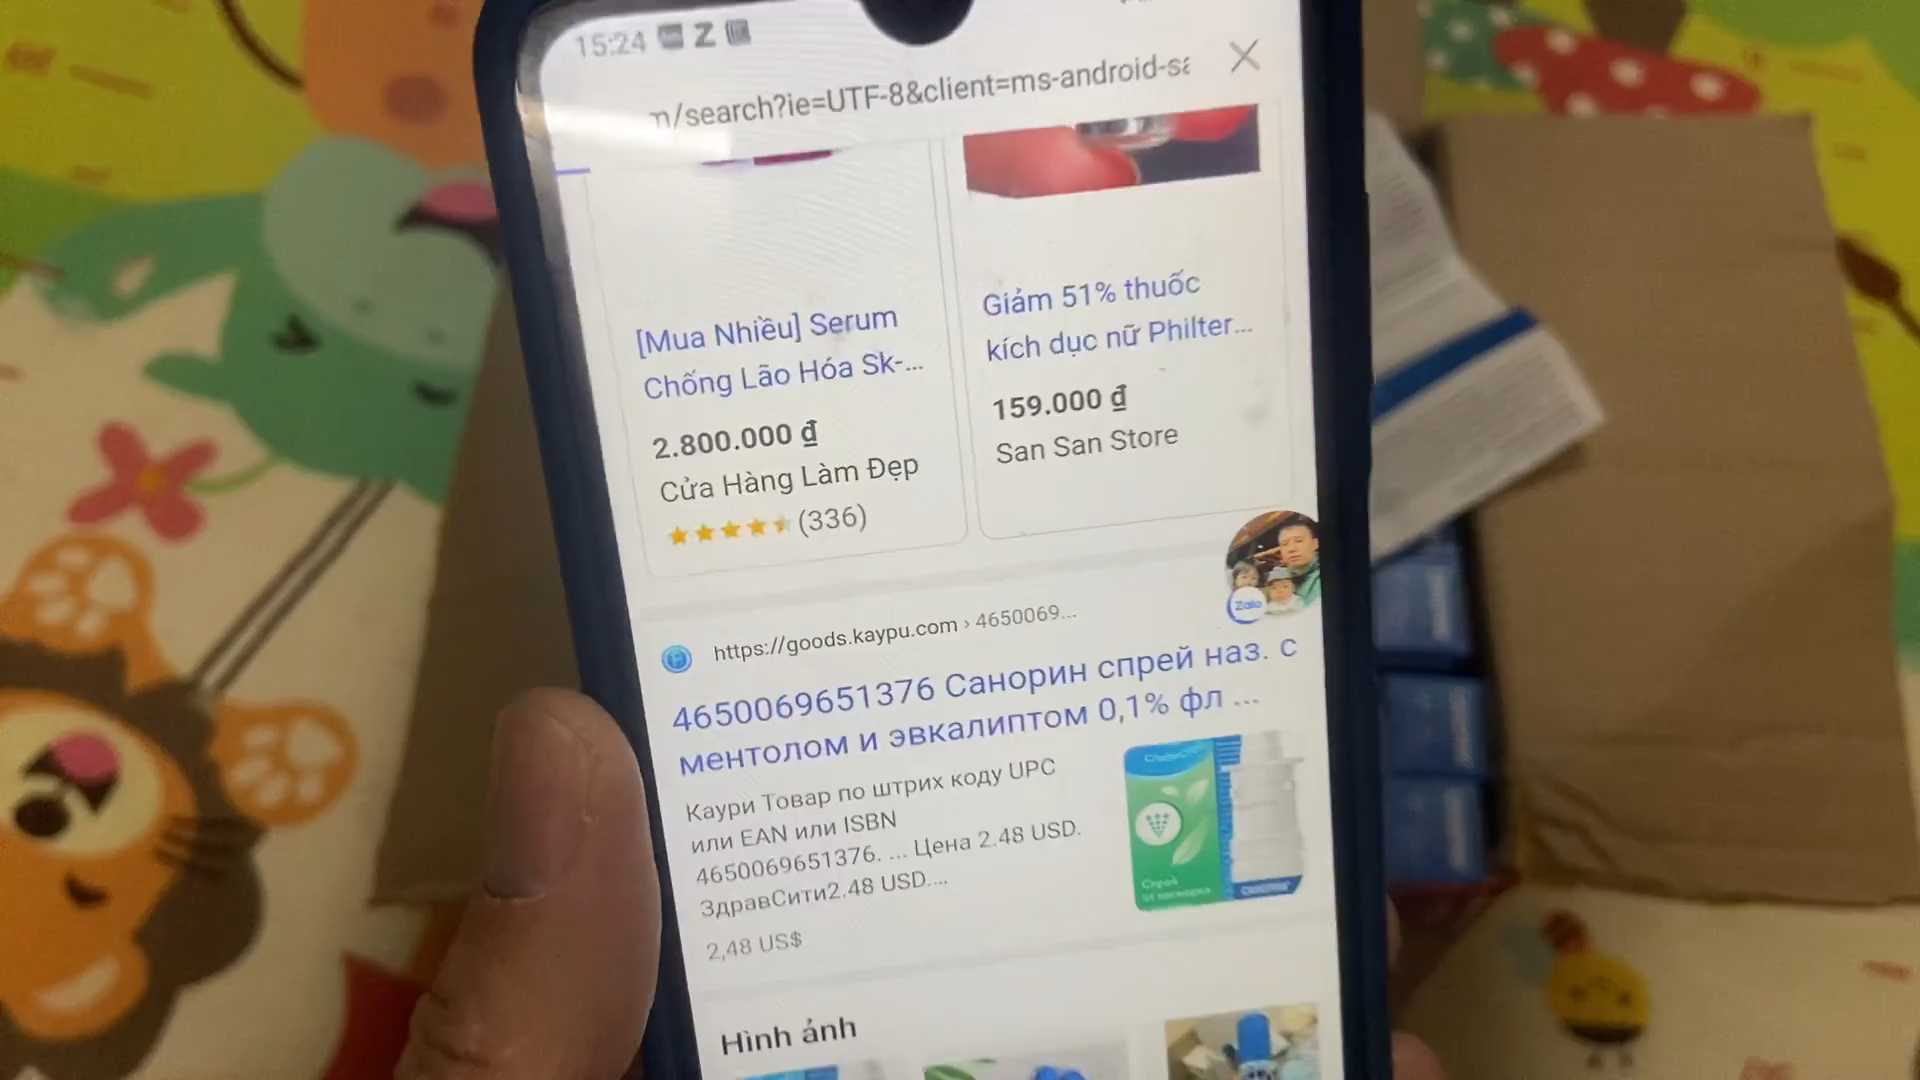 15:24
/search?ie=UTF-8&client=ms-android-sa
[Mua Nhiều] Serum
Chống Lão Hóa Sk-...
2.800.000 ₫
Cửa Hàng Làm Đẹp
(336)
Giảm 51% thuốc
kích dục nữ Philter...
159.000 ₫
San San Store
Zalo
https://goods.kaypu.com › 4650069...
4650069651376 Санорин спрей наз. с
ментолом и эвкалиптом 0,1% фл ...
Каури Товар по штрих коду UPC
или EAN или ISBN
4650069651376. ... Цена 2.48 USD.
ЗдравСити2.48 USD....
2,48 US$
Спрей
от насморка
Hình ảnh